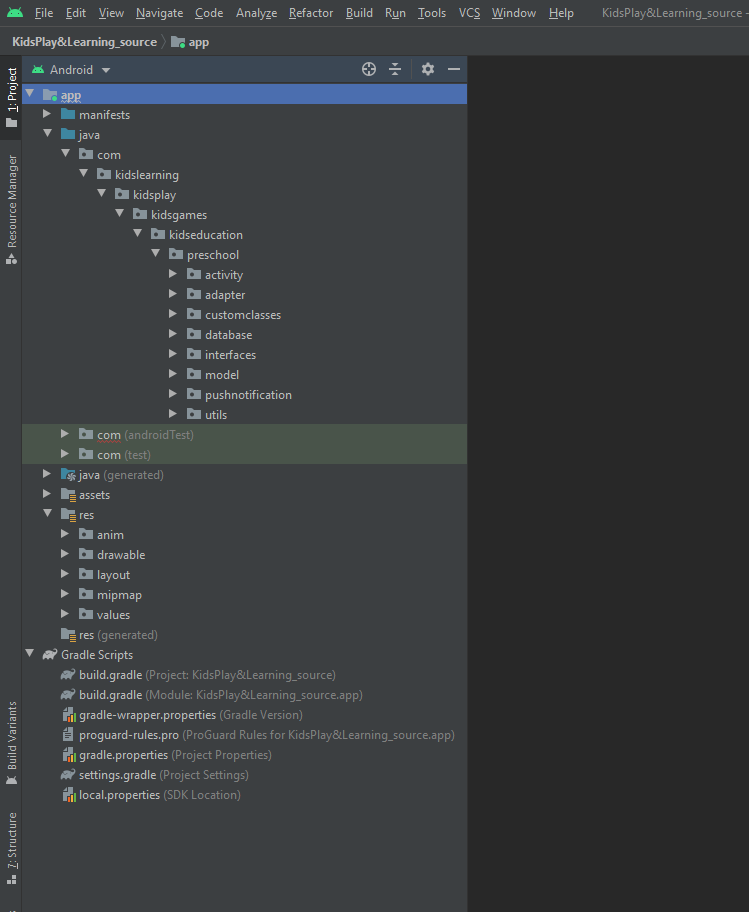 File Edit View Navigate Code Analyze Refactor Build Run Tools VCS Window Help KidsPlay&Learning_source -
KidsPlay&Learning_source app
Android
1: Project
Resource Manager
Build Variants
7: Structure
app
manifests
java
com
kidslearning
kidsplay
kidsgames
kideducation
preschool
activity
adapter
customclasses
database
interfaces
model
pushnotification
utils
com (androidTest)
com (test)
java (generated)
assets
res
anim
drawable
layout
mipmap
values
res (generated)
Gradle Scripts
build.gradle (Project: KidsPlay&Learning_source)
build.gradle (Module: KidsPlay&Learning_source.app)
gradle-wrapper.properties (Gradle Version)
proguard-rules.pro (ProGuard Rules for KidsPlay&Learning_source.app)
gradle.properties (Project Properties)
settings.gradle (Project Settings)
local.properties (SDK Location)